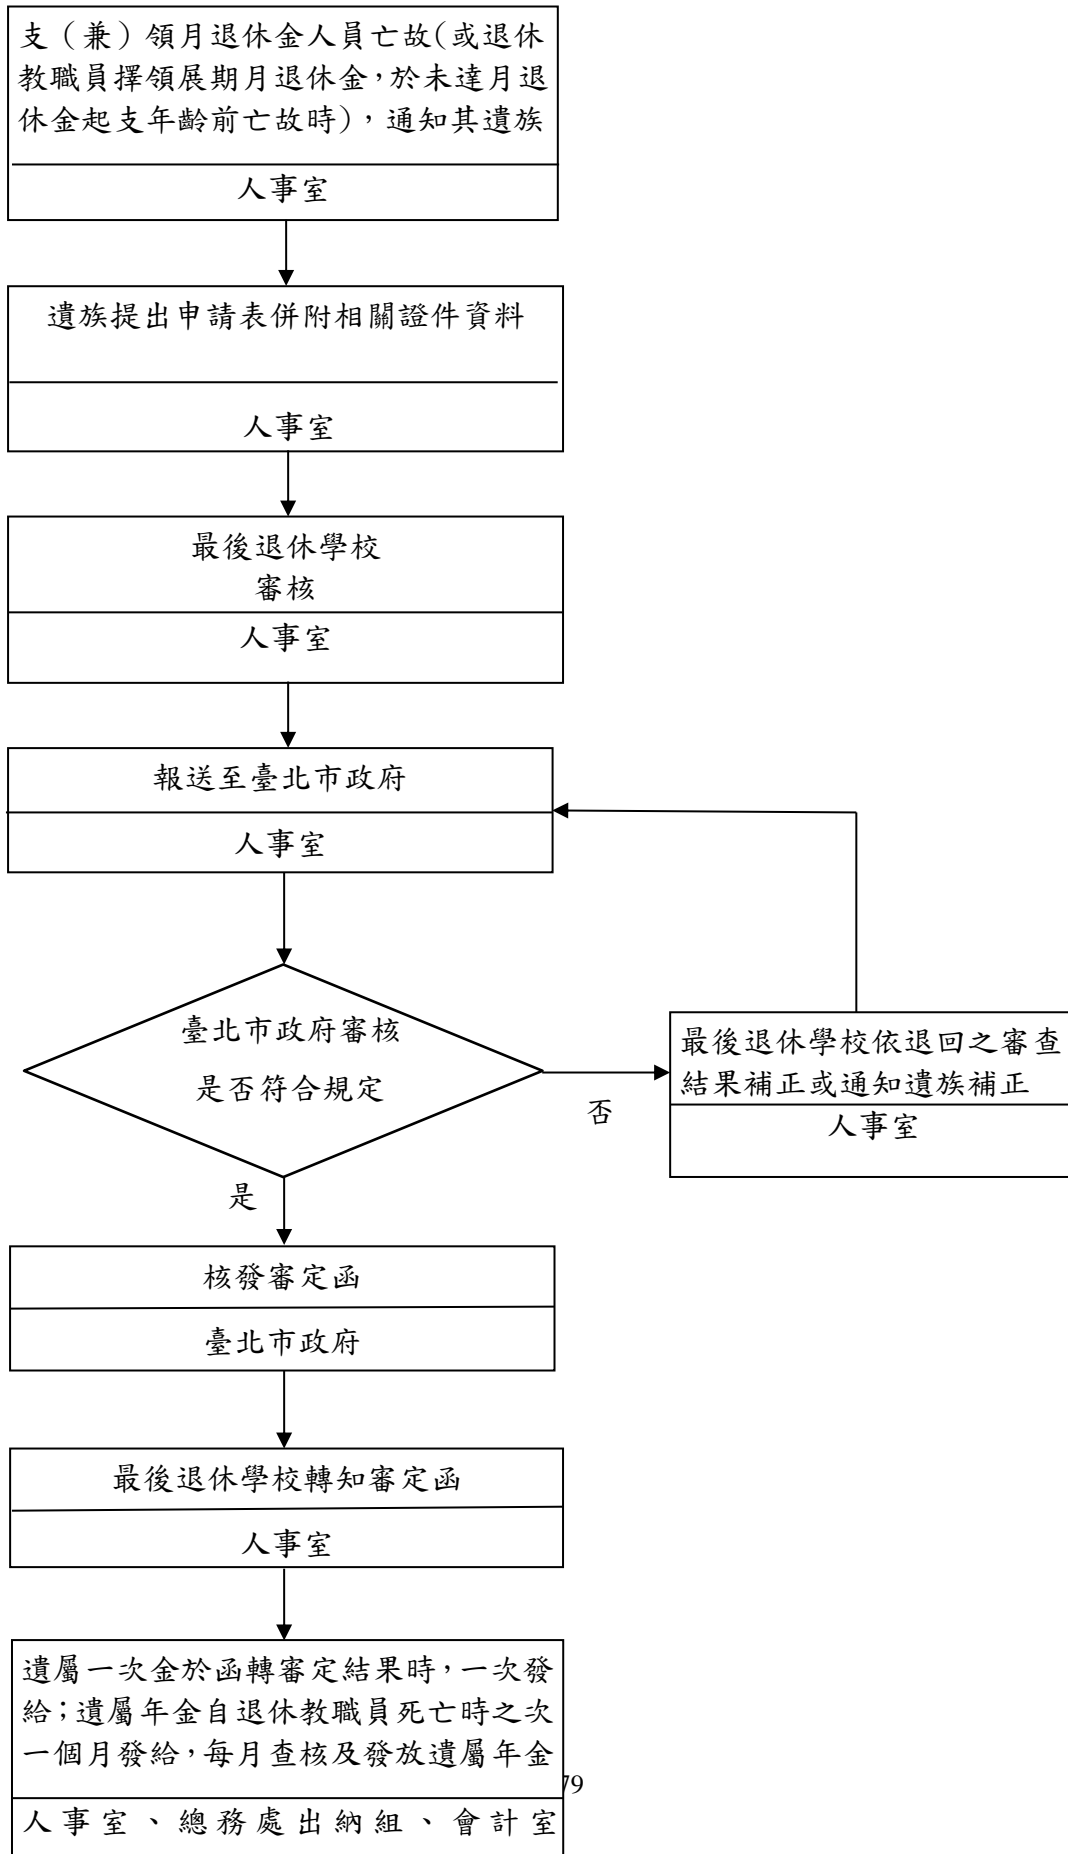 支（兼）領月退休金人員亡故(或退休
教職員擇領展期月退休金，於未達月退
休金起支年齡前亡故時)，通知其遺族
人事室
遺族提出申請表併附相關證件資料
人事室
最後退休學校
審核
人事室
報送至臺北市政府
人事室
臺北市政府審核
是否符合規定
否
最後退休學校依退回之審查
結果補正或通知遺族補正
人事室
是
核發審定函
臺北市政府
最後退休學校轉知審定函
人事室
遺屬一次金於函轉審定結果時，一次發
給；遺屬年金自退休教職員死亡時之次
一個月發給，每月查核及發放遺屬年金
79
人事室、總務處出納組、會計室